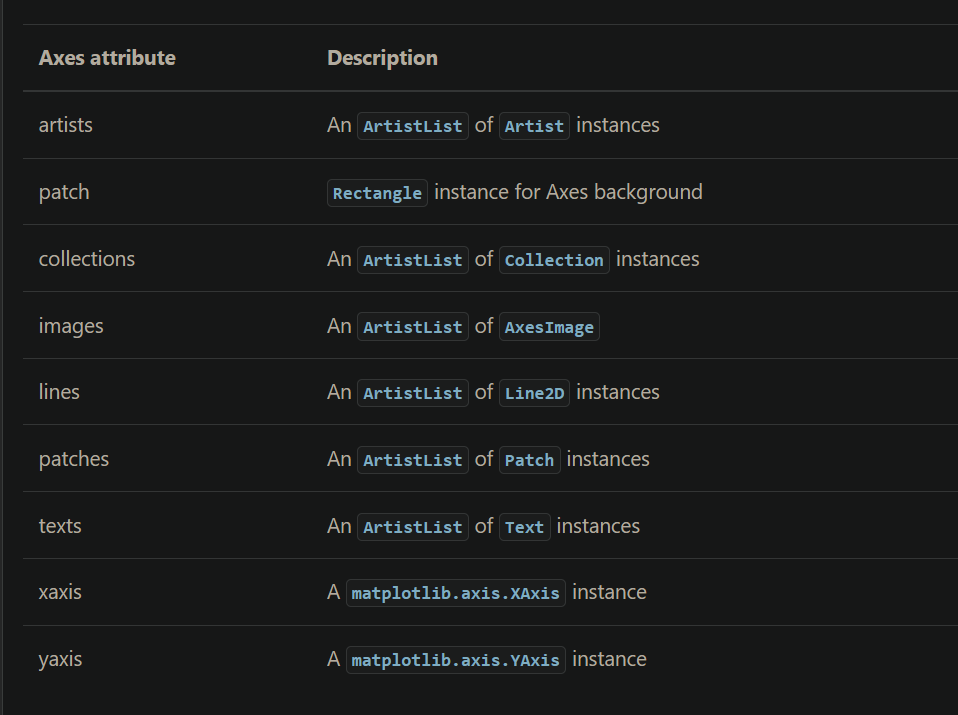 Axes attribute Description
artists An ArtistList of Artist instances
patch Rectangle instance for Axes background
collections An ArtistList of Collection instances
images An ArtistList of AxesImage
lines An ArtistList of Line2D instances
patches An ArtistList of Patch instances
texts An ArtistList of Text instances
xaxis A matplotlib.axis.XAxis instance
yaxis A matplotlib.axis.YAxis instance